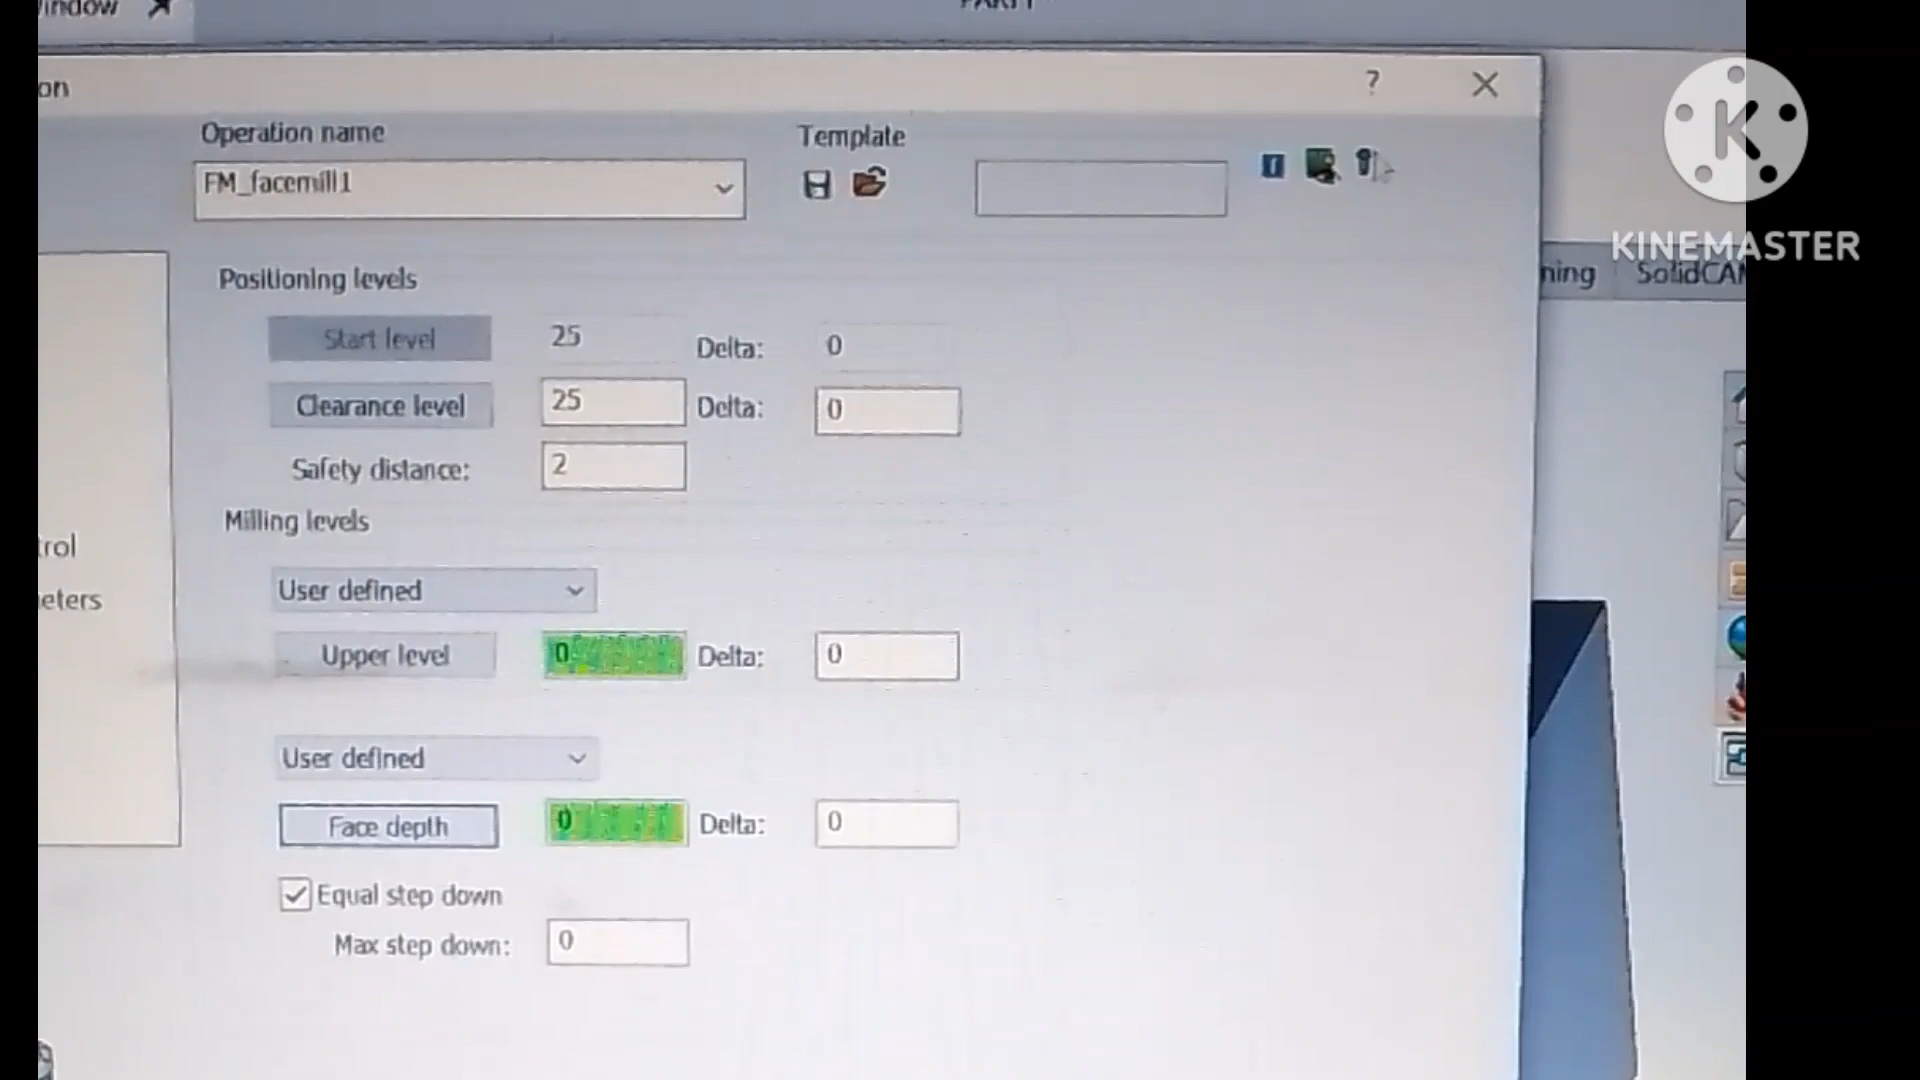 indow
on
? X
Operation name
Template
FM_facemill1
K
KINEMASTER
ning SolidCAM
Positioning levels
Start level 25 Delta: 0
Clearance level 25 Delta: 0
Safety distance: 2
Milling levels
trol
eters
User defined
Upper level 0 Delta: 0
User defined
Face depth 0 Delta: 0
Equal step down
Max step down: 0